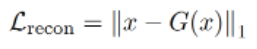 ℒ_recon = ‖x − G(x)‖₁